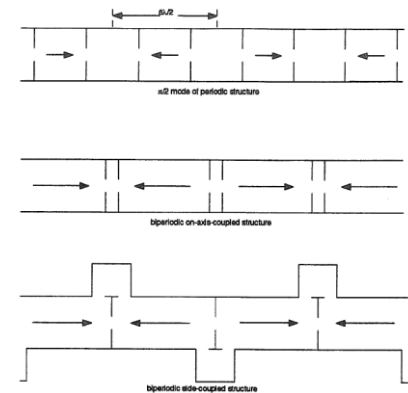 βλ/2
π/2 mode of periodic structure
biperiodic on-axis-coupled structure
biperiodic side-coupled structure